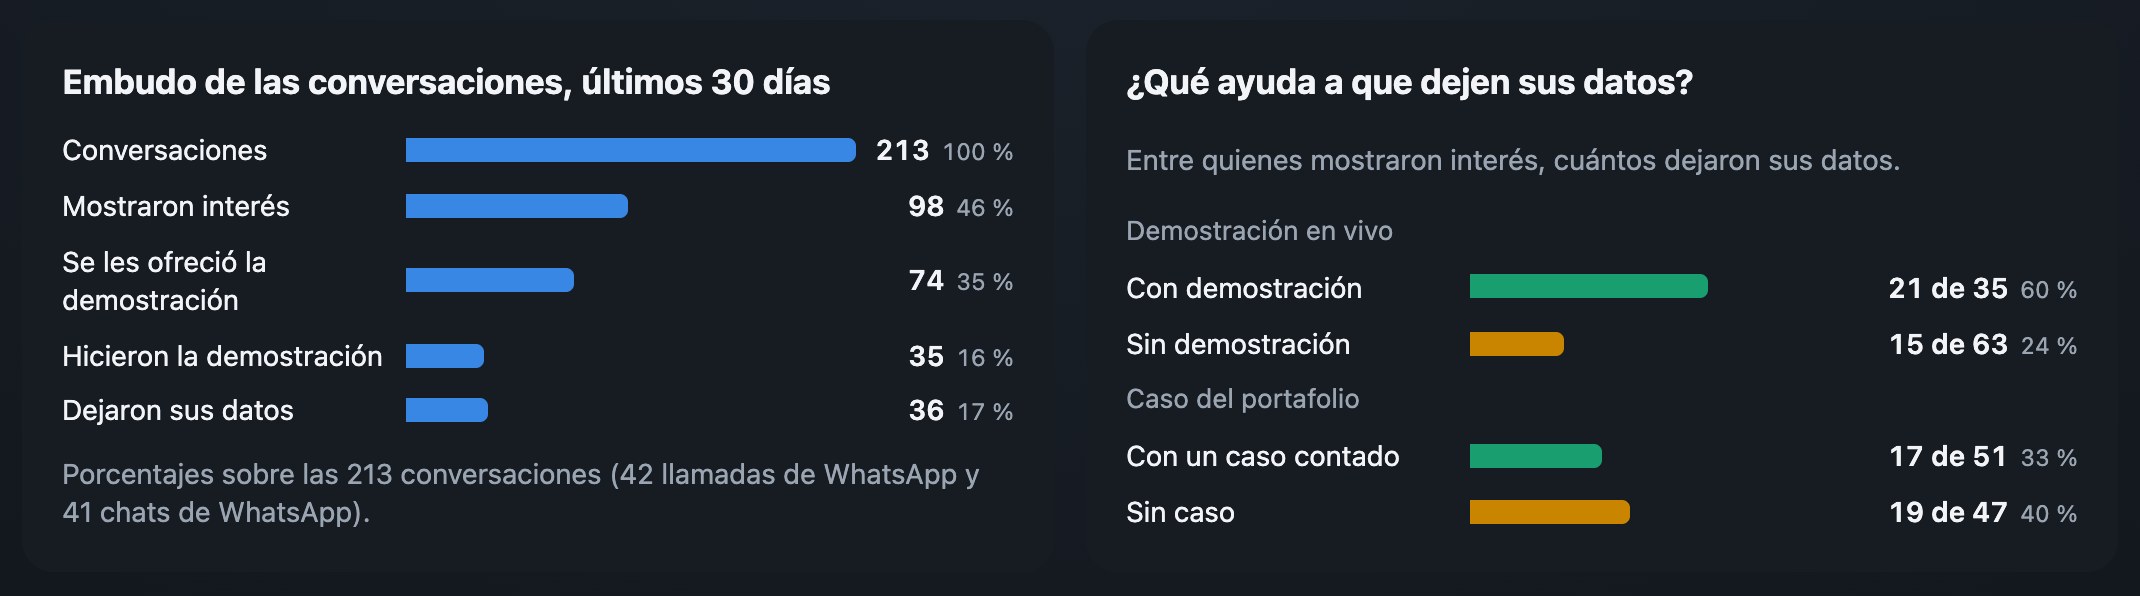 Embudo de las conversaciones, últimos 30 días
Conversaciones 213 100 %
Mostraron interés 98 46 %
Se les ofreció la
demostración 74 35 %
Hicieron la demostración 35 16 %
Dejaron sus datos 36 17 %
Porcentajes sobre las 213 conversaciones (42 llamadas de WhatsApp y
41 chats de WhatsApp).
¿Qué ayuda a que dejen sus datos?
Entre quienes mostraron interés, cuántos dejaron sus datos.
Demostración en vivo
Con demostración 21 de 35 60 %
Sin demostración 15 de 63 24 %
Caso del portafolio
Con un caso contado 17 de 51 33 %
Sin caso 19 de 47 40 %